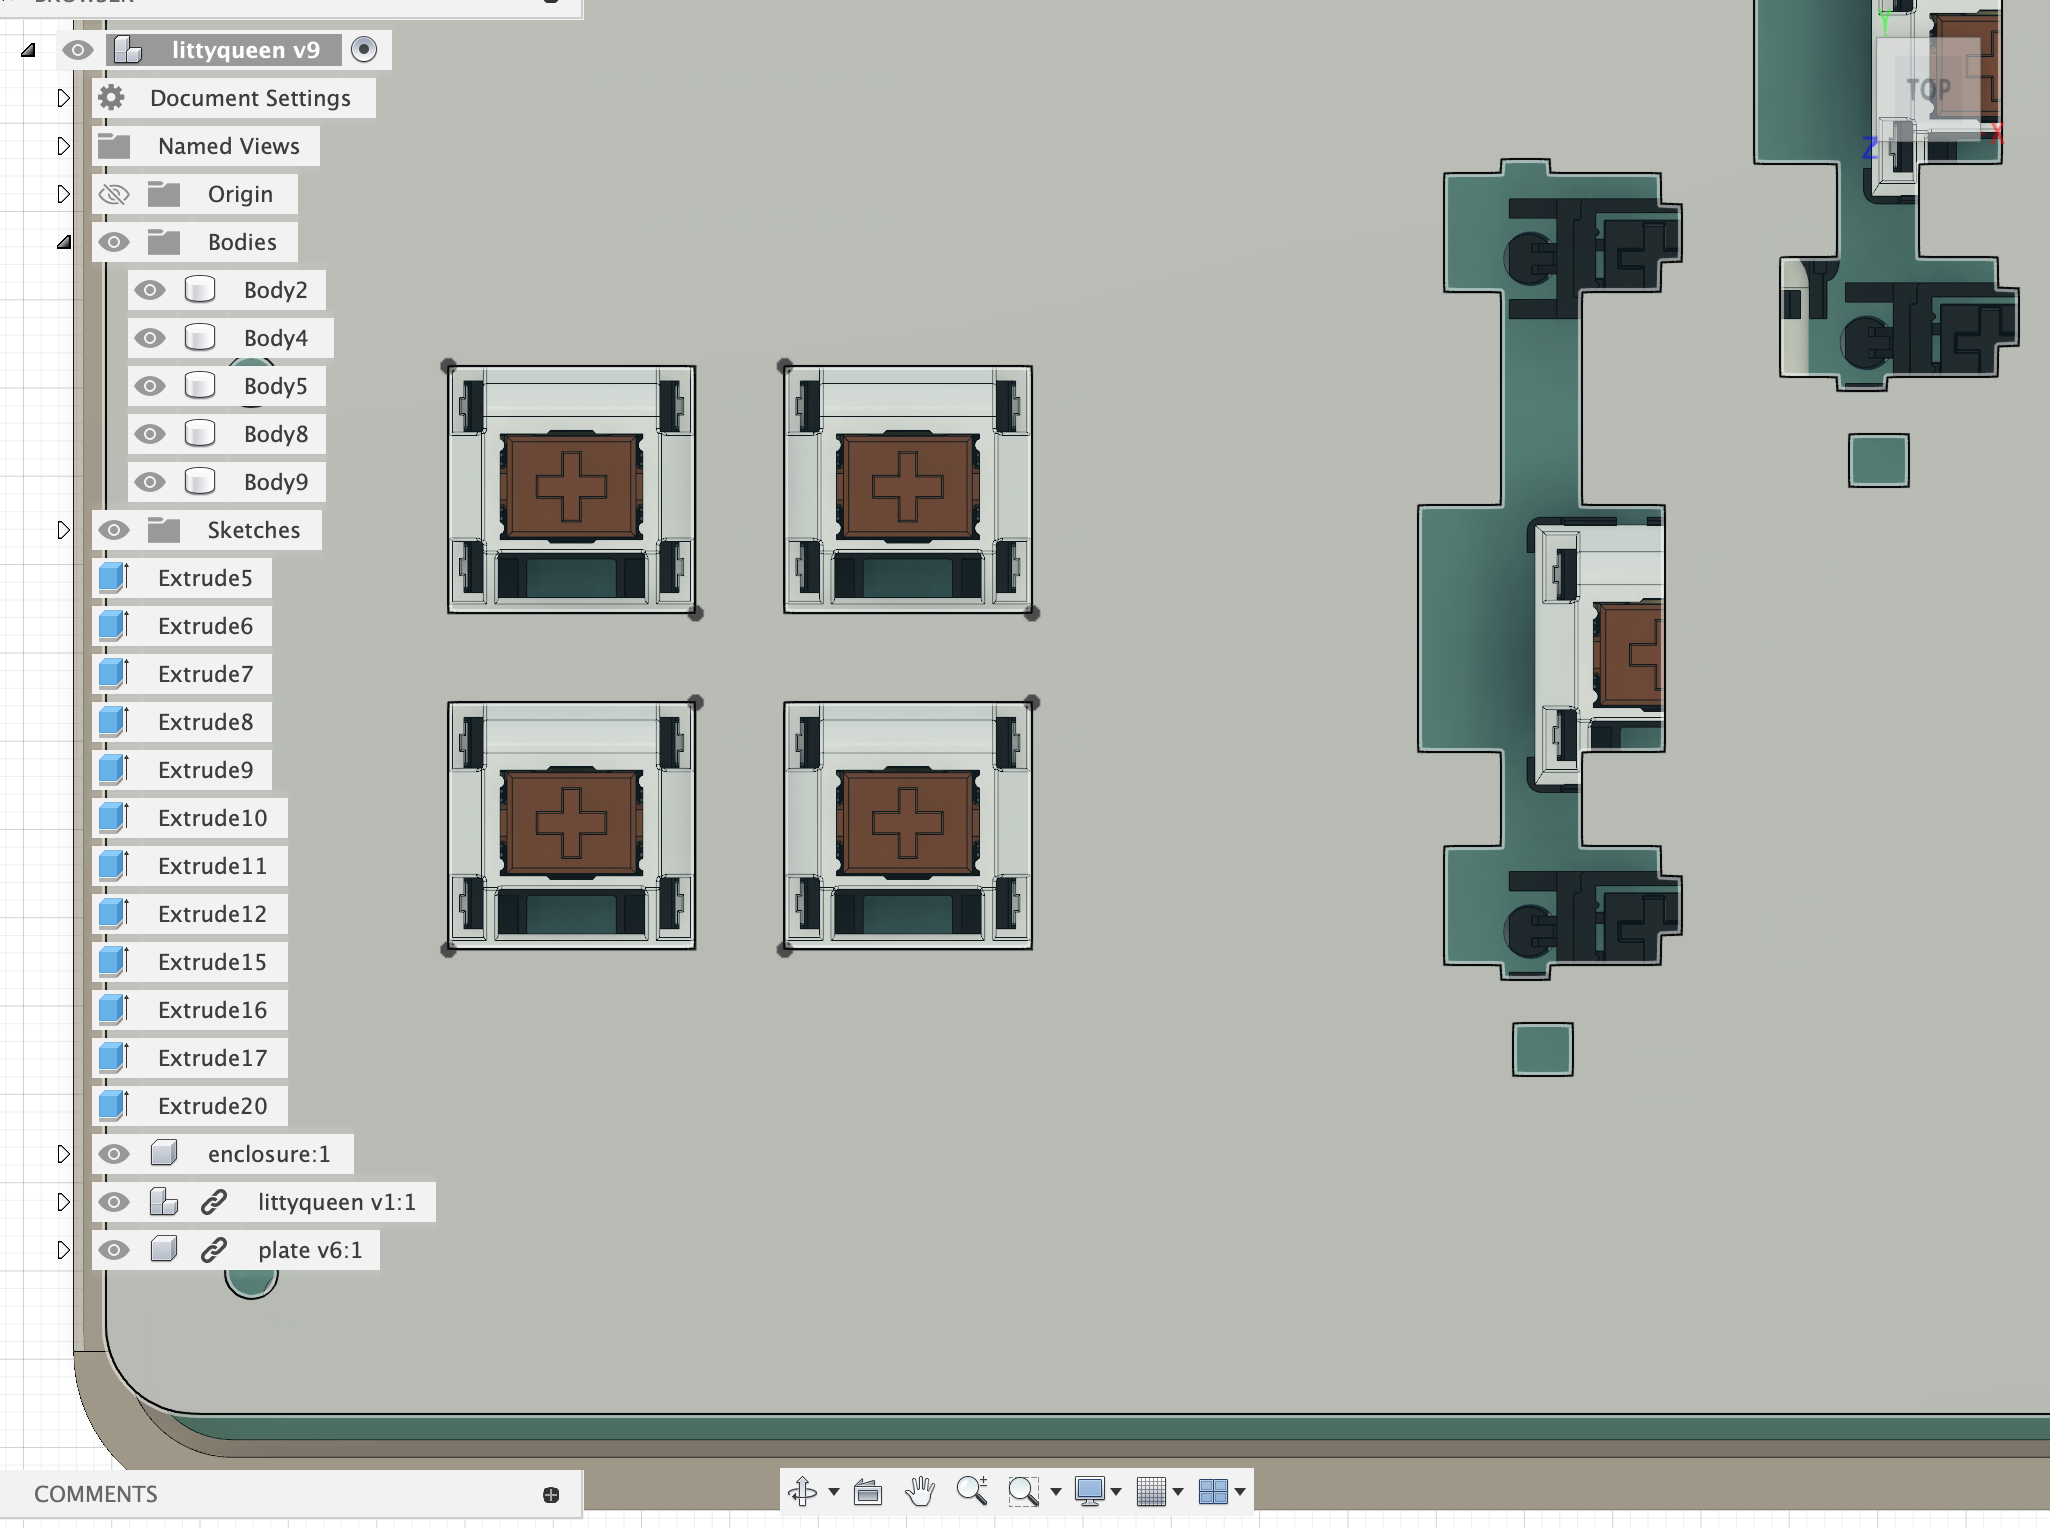 littyqueen v9
Document Settings
Named Views
Origin
Bodies
Body2
Body4
Body5
Body8
Body9
Sketches
Extrude5
Extrude6
Extrude7
Extrude8
Extrude9
Extrude10
Extrude11
Extrude12
Extrude15
Extrude16
Extrude17
Extrude20
enclosure:1
littyqueen v1:1
plate v6:1
Y
TOP
Z
X
COMMENTS